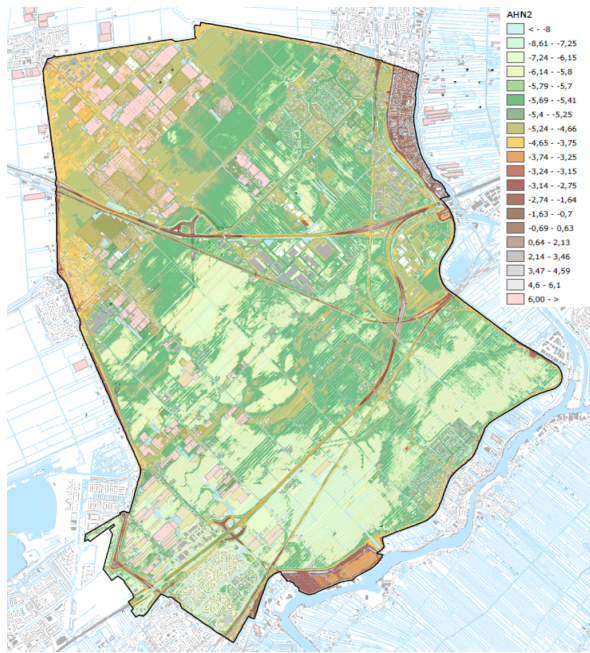 AHN2
< - -8
-8,61 - -7,25
-7,24 - -6,15
-6,14 - -5,8
-5,79 - -5,7
-5,69 - -5,41
-5,4 - -5,25
-5,24 - -4,66
-4,65 - -3,75
-3,74 - -3,25
-3,24 - -3,15
-3,14 - -2,75
-2,74 - -1,64
-1,63 - -0,7
-0,69 - 0,63
0,64 - 2,13
2,14 - 3,46
3,47 - 4,59
4,6 - 6,1
6,00 - >